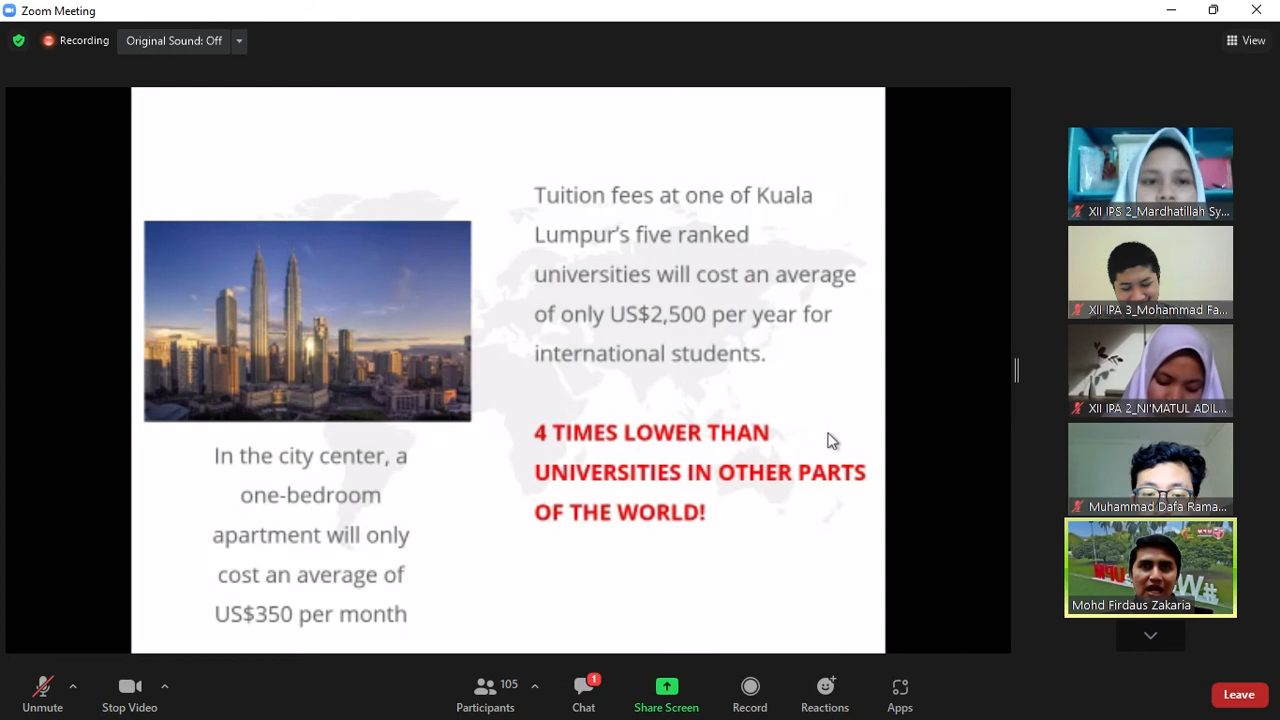 Zoom Meeting
Recording
Original Sound: Off
View
Tuition fees at one of Kuala
Lumpur's five ranked
universities will cost an average
of only US$2,500 per year for
international students.
4 TIMES LOWER THAN
UNIVERSITIES IN OTHER PARTS
OF THE WORLD!
In the city center, a
one-bedroom
apartment will only
cost an average of
US$350 per month
XII IPS 2_Mardhatillah Sy...
XII IPA 3_Mohammad Fa...
XII IPA 2_NI'MATUL ADIL...
Muhammad Dafa Rama...
Mohd Firdaus Zakaria
Unmute
Stop Video
105
Participants
1
Chat
Share Screen
Record
Reactions
Apps
Leave